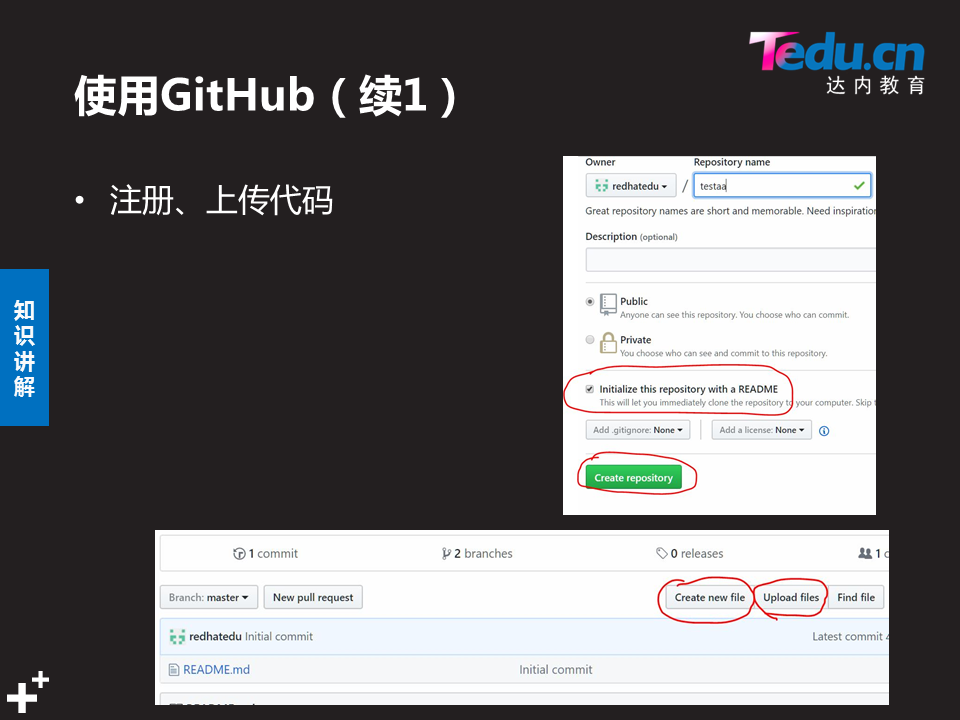 Tedu.cn
达内教育
使用GitHub（续1）
• 注册、上传代码
知识讲解
Owner Repository name
redhatedu / testaa
Great repository names are short and memorable. Need inspiration
Description (optional)
Public
Anyone can see this repository. You choose who can commit.
Private
You choose who can see and commit to this repository.
Initialize this repository with a README
This will let you immediately clone the repository to your computer. Skip
Add .gitignore: None Add a license: None
Create repository
1 commit 2 branches 0 releases 1
Branch: master New pull request Create new file Upload files Find file
redhatedu Initial commit Latest commit
README.md Initial commit